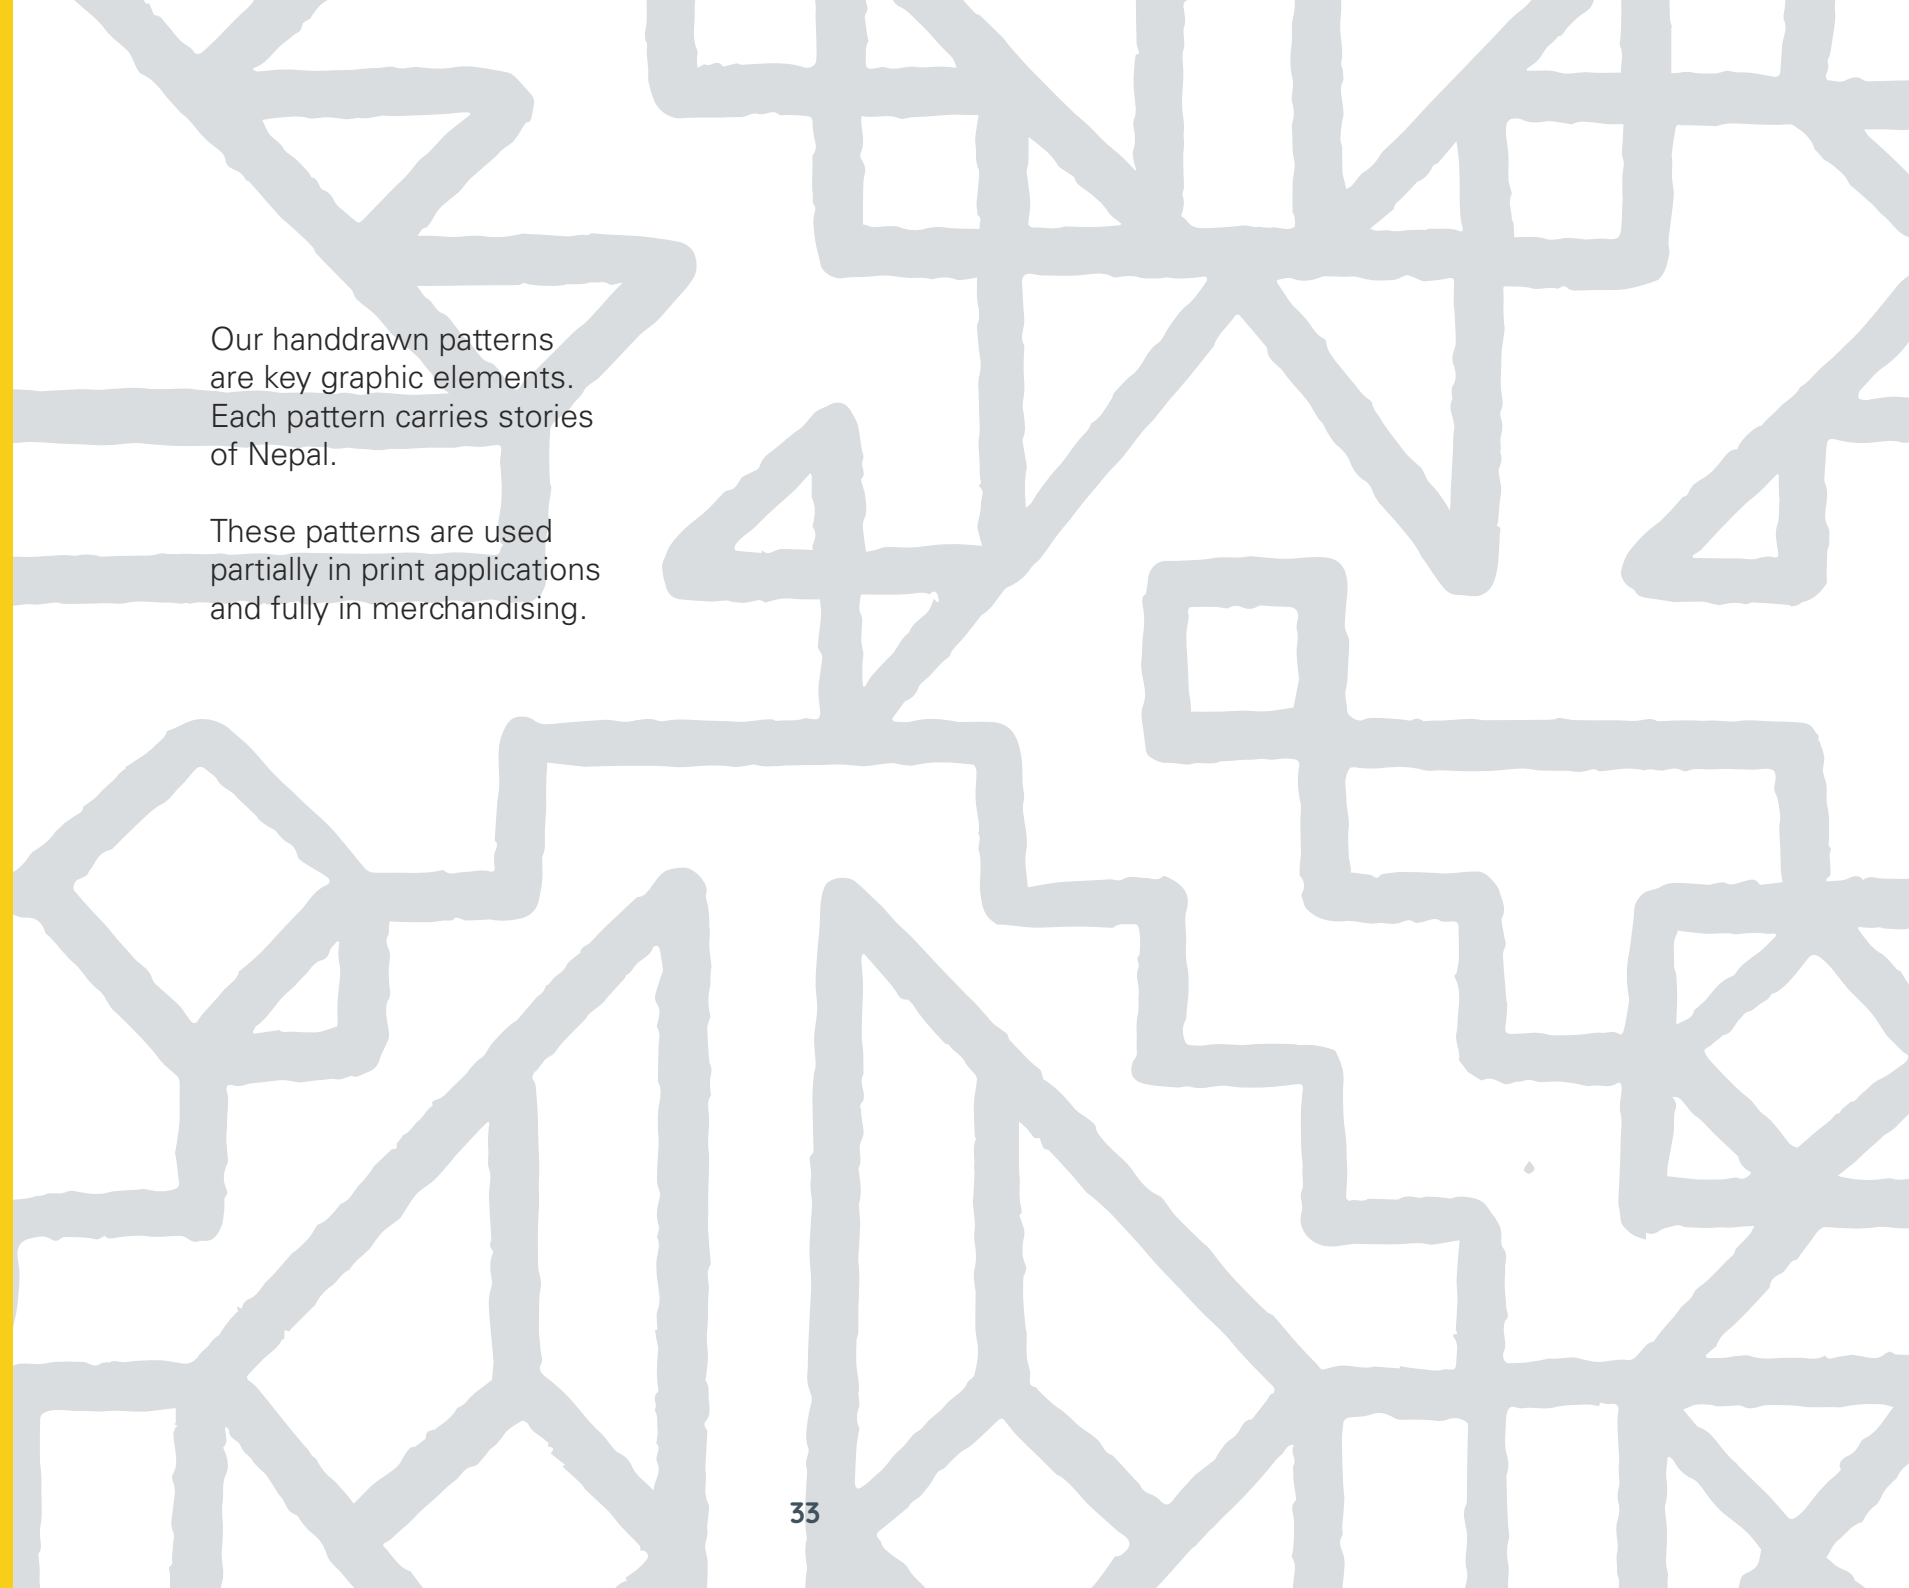 Our handdrawn patterns
are key graphic elements.
Each pattern carries stories
of Nepal.
These patterns are used
partially in print applications
and fully in merchandising.
33